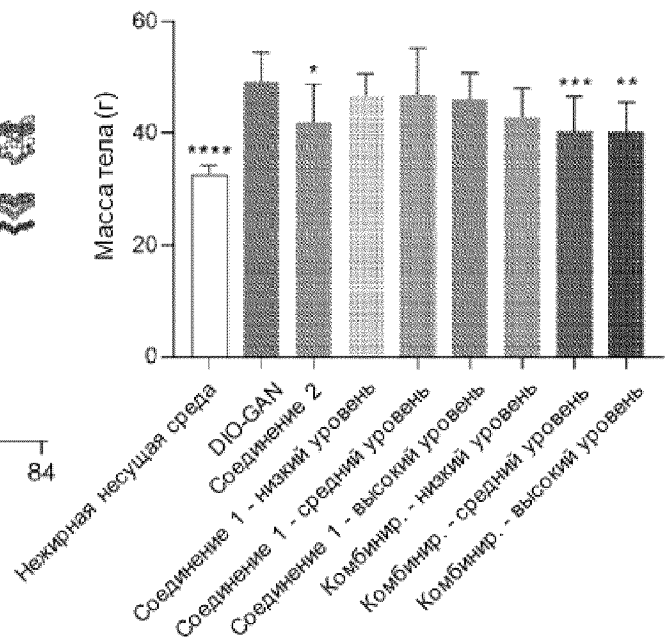 Масса тела (г)
60
40
20
0
****
*
***
**
Нежирная несущая среда
DIO-GAN
Соединение 2
Соединение 1 - низкий уровень
Соединение 1 - средний уровень
Соединение 1 - высокий уровень
Комбинир. - низкий уровень
Комбинир. - средний уровень
Комбинир. - высокий уровень
84